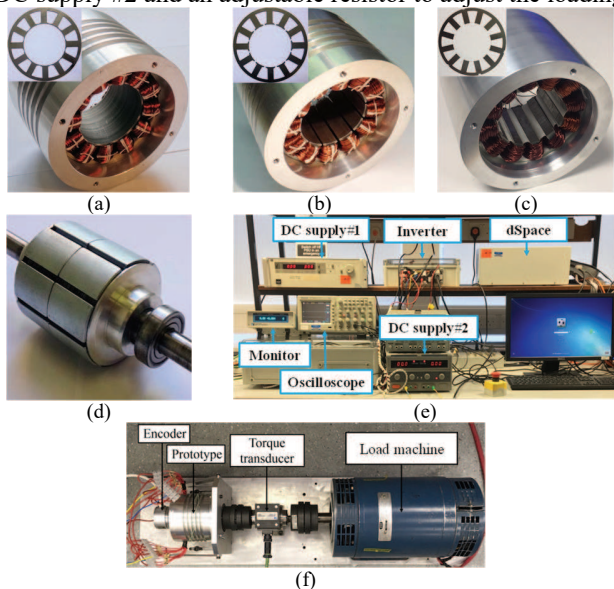 DC supply #2 and an adjustable resistor to adjust the loading
(a)
(b)
(c)
DC supply#1
Inverter
dSpace
Monitor
Oscilloscope
DC supply#2
(d)
(e)
Encoder
Prototype
Torque
transducer
Load machine
(f)